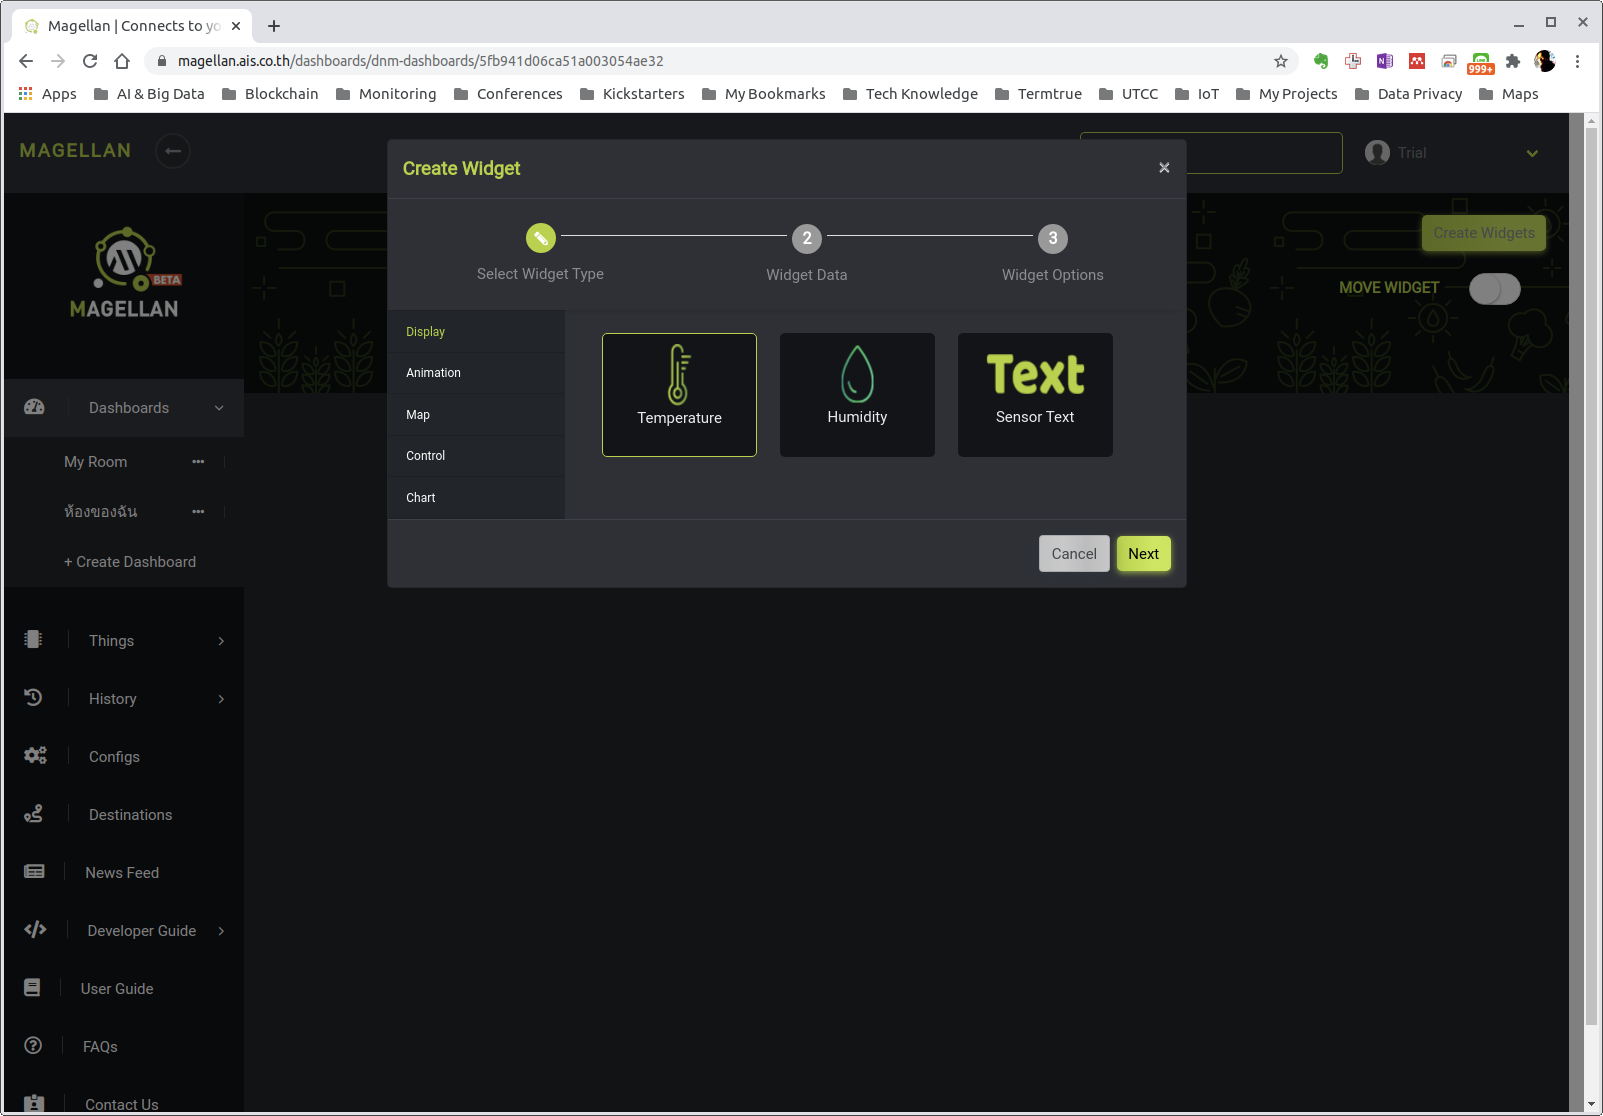 Magellan | Connects to yo
magellan.ais.co.th/dashboards/dnm-dashboards/5fb941d06ca51a003054ae32
999+
Apps AI & Big Data Blockchain Monitoring Conferences Kickstarters My Bookmarks Tech Knowledge Termtrue UTCC IoT My Projects Data Privacy Maps
MAGELLAN
Trial
BETA
MAGELLAN
Create Widgets
MOVE WIDGET
Dashboards
My Room
ห้องของฉัน
+ Create Dashboard
Things
History
Configs
Destinations
News Feed
Developer Guide
User Guide
FAQs
Contact Us
Create Widget
2 3
Select Widget Type Widget Data Widget Options
Display
Animation
Map
Control
Chart
Temperature
Humidity
Text
Sensor Text
Cancel Next